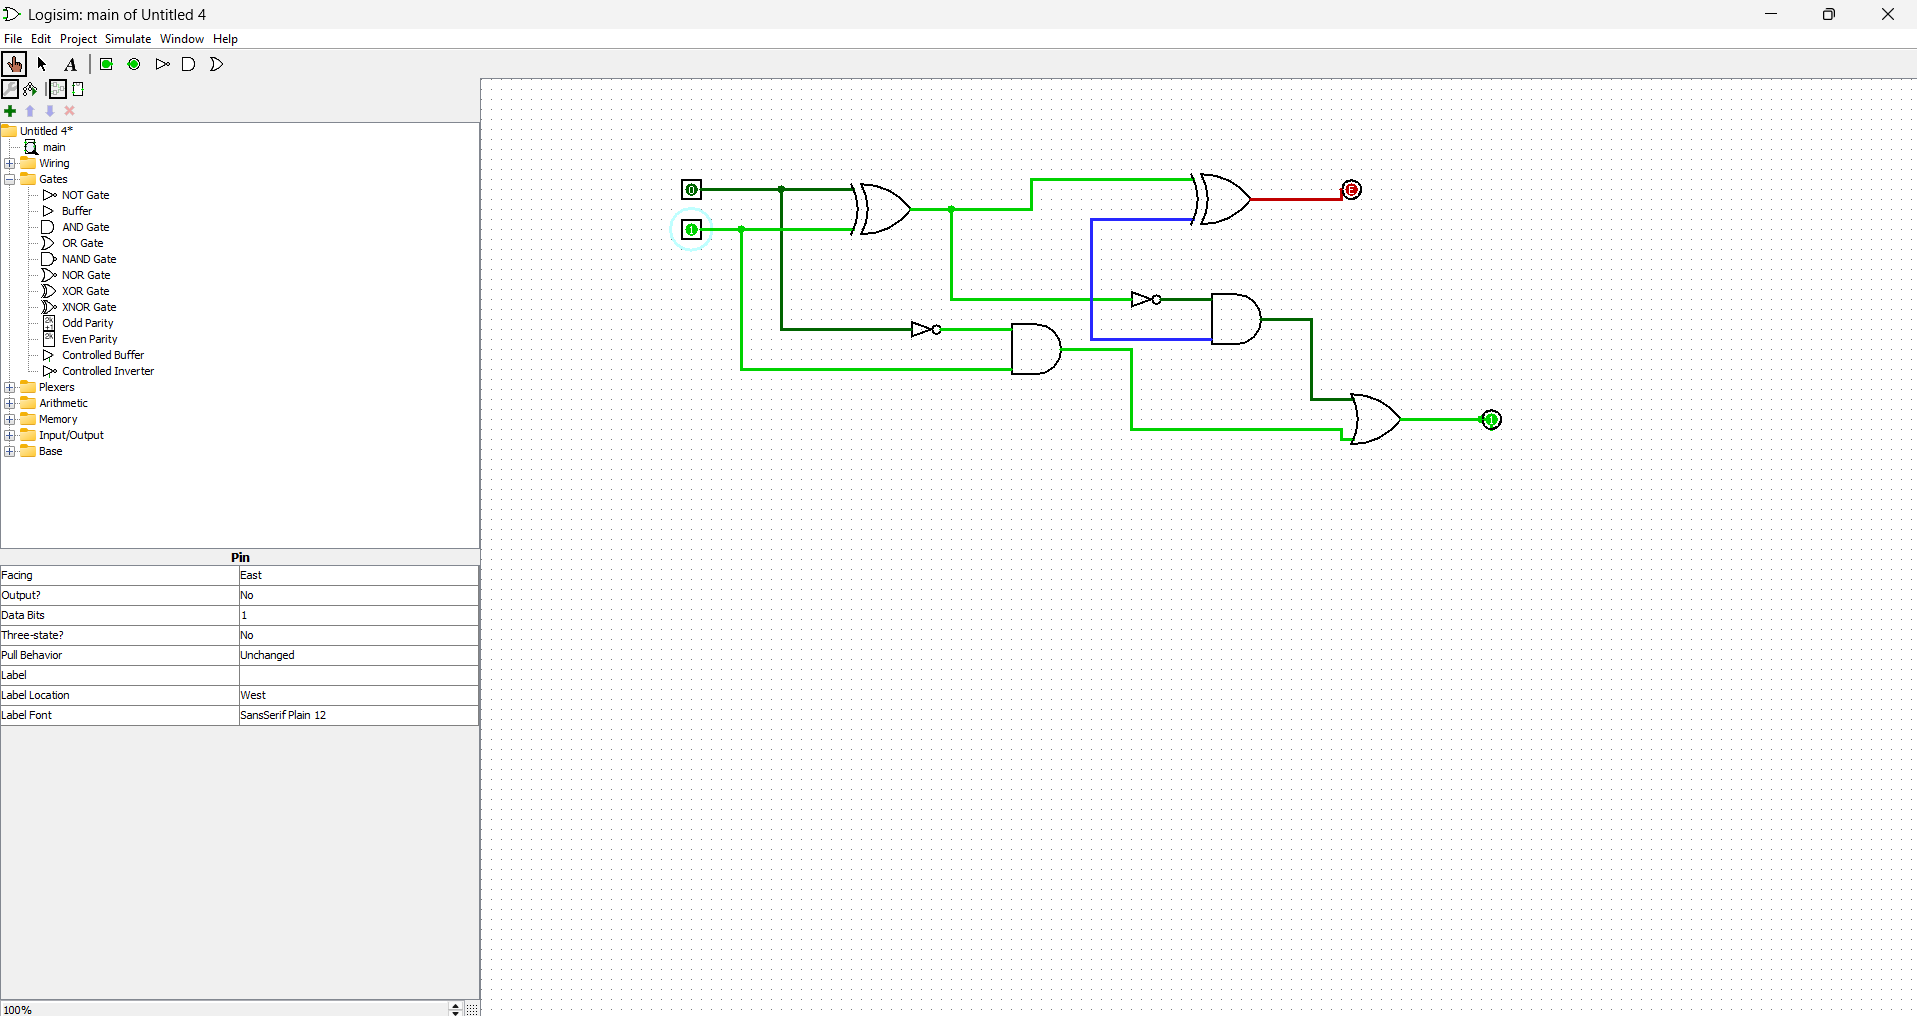 Logisim: main of Untitled 4
File Edit Project Simulate Window Help
A
Untitled 4*
main
Wiring
Gates
NOT Gate
Buffer
AND Gate
OR Gate
NAND Gate
NOR Gate
XOR Gate
XNOR Gate
Odd Parity
Even Parity
Controlled Buffer
Controlled Inverter
Plexers
Arithmetic
Memory
Input/Output
Base
Pin
Facing East
Output? No
Data Bits 1
Three-state? No
Pull Behavior Unchanged
Label
Label Location West
Label Font SansSerif Plain 12
100%
0
E
1
1